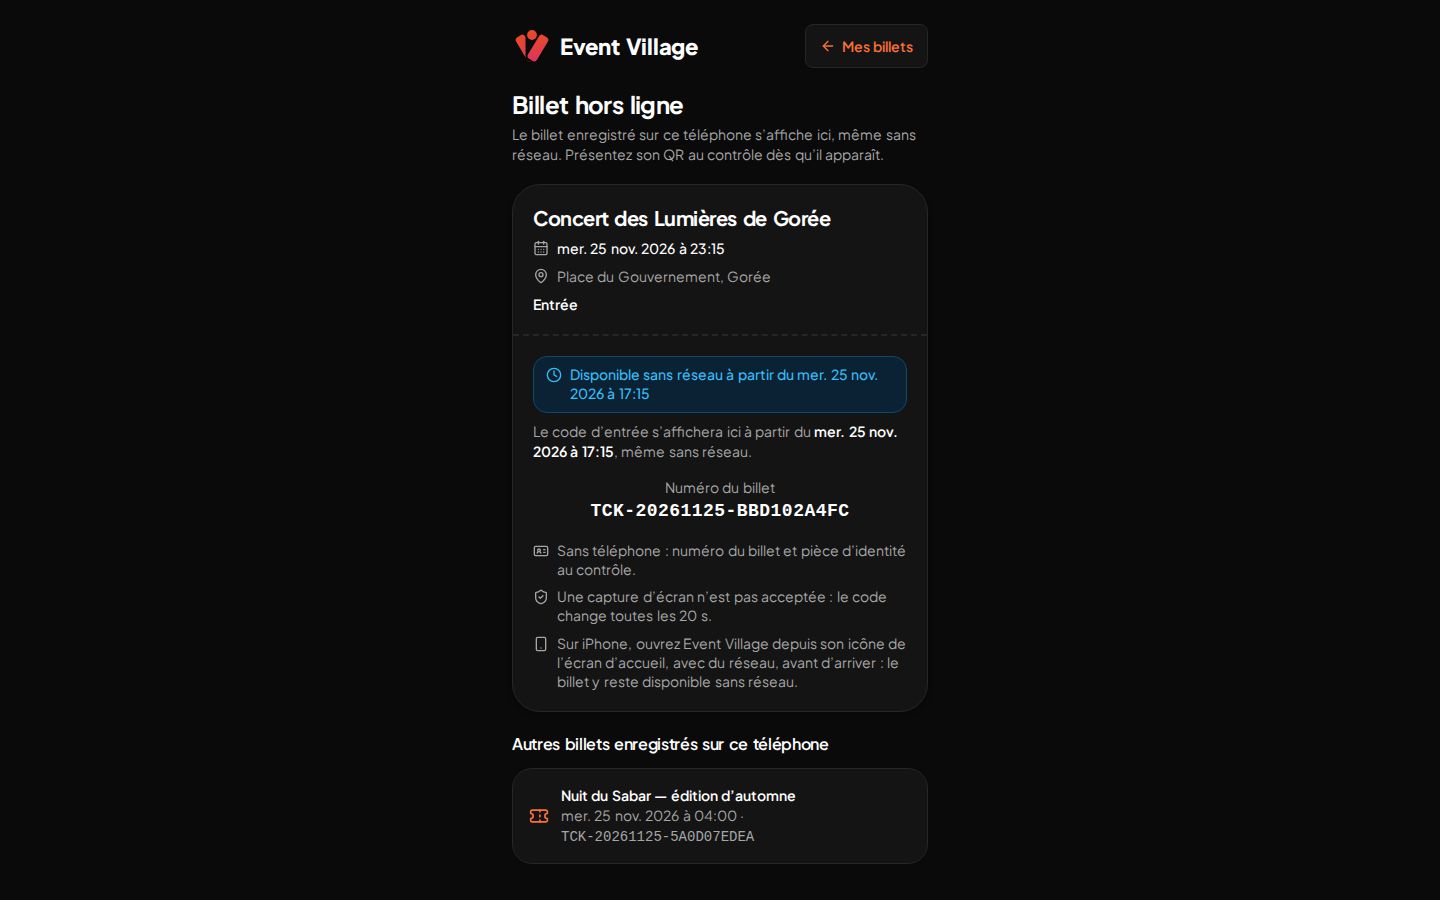 Event Village
Mes billets
Billet hors ligne
Le billet enregistré sur ce téléphone s’affiche ici, même sans
réseau. Présentez son QR au contrôle dès qu’il apparaît.
Concert des Lumières de Gorée
mer. 25 nov. 2026 à 23:15
Place du Gouvernement, Gorée
Entrée
Disponible sans réseau à partir du mer. 25 nov.
2026 à 17:15
Le code d’entrée s’affichera ici à partir du mer. 25 nov.
2026 à 17:15, même sans réseau.
Numéro du billet
TCK-20261125-BBD102A4FC
Sans téléphone : numéro du billet et pièce d’identité
au contrôle.
Une capture d’écran n’est pas acceptée : le code
change toutes les 20 s.
Sur iPhone, ouvrez Event Village depuis son icône de
l’écran d’accueil, avec du réseau, avant d’arriver : le
billet y reste disponible sans réseau.
Autres billets enregistrés sur ce téléphone
Nuit du Sabar — édition d’automne
mer. 25 nov. 2026 à 04:00 ·
TCK-20261125-5A0D07EDEA